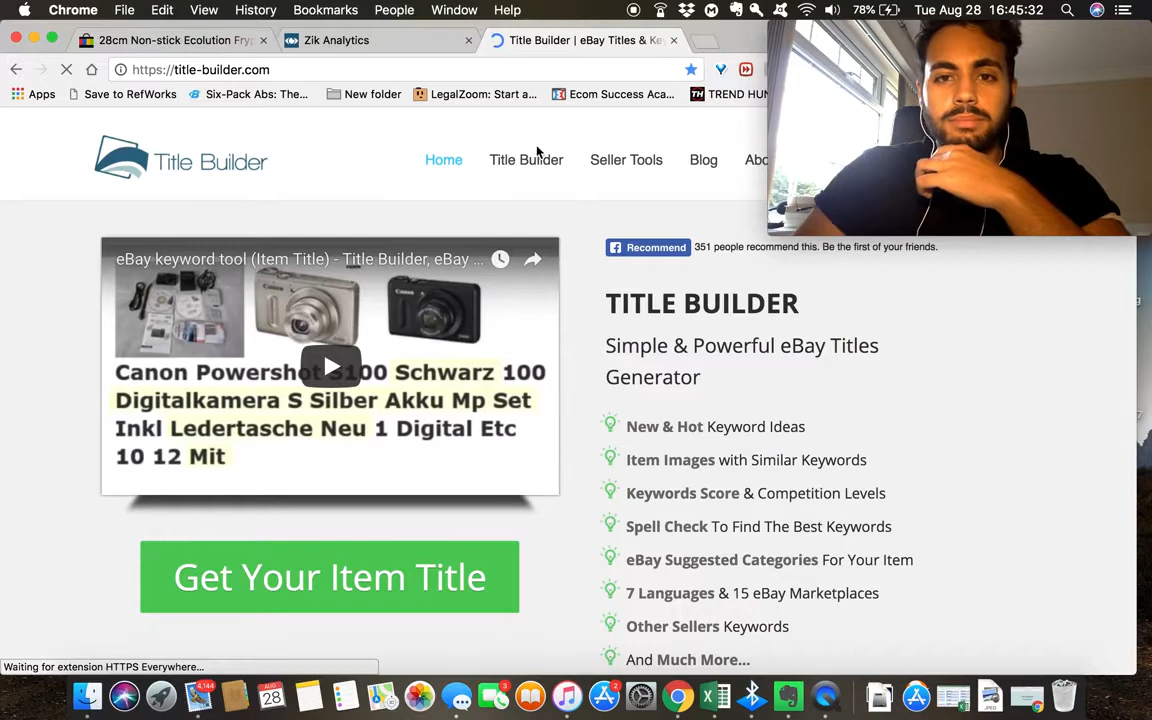 Chrome File Edit View History Bookmarks People Window Help 78% Tue Aug 28 16:45:32
28cm Non-stick Ecolution Fryp × Zik Analytics × Title Builder | eBay Titles & Ke ×
https://title-builder.com
Apps Save to RefWorks Six-Pack Abs: The... New folder LegalZoom: Start a... Ecom Success Aca... TREND HUN
Title Builder Home Title Builder Seller Tools Blog Abo
Recommend 351 people recommend this. Be the first of your friends.
eBay keyword tool (Item Title) - Title Builder, eBay ...
Canon Powershot S100 Schwarz 100
Digitalkamera S Silber Akku Mp Set
Inkl Ledertasche Neu 1 Digital Etc
10 12 Mit
Get Your Item Title
TITLE BUILDER
Simple & Powerful eBay Titles
Generator
New & Hot Keyword Ideas
Item Images with Similar Keywords
Keywords Score & Competition Levels
Spell Check To Find The Best Keywords
eBay Suggested Categories For Your Item
7 Languages & 15 eBay Marketplaces
Other Sellers Keywords
And Much More...
Waiting for extension HTTPS Everywhere...
4,144
28
3
2